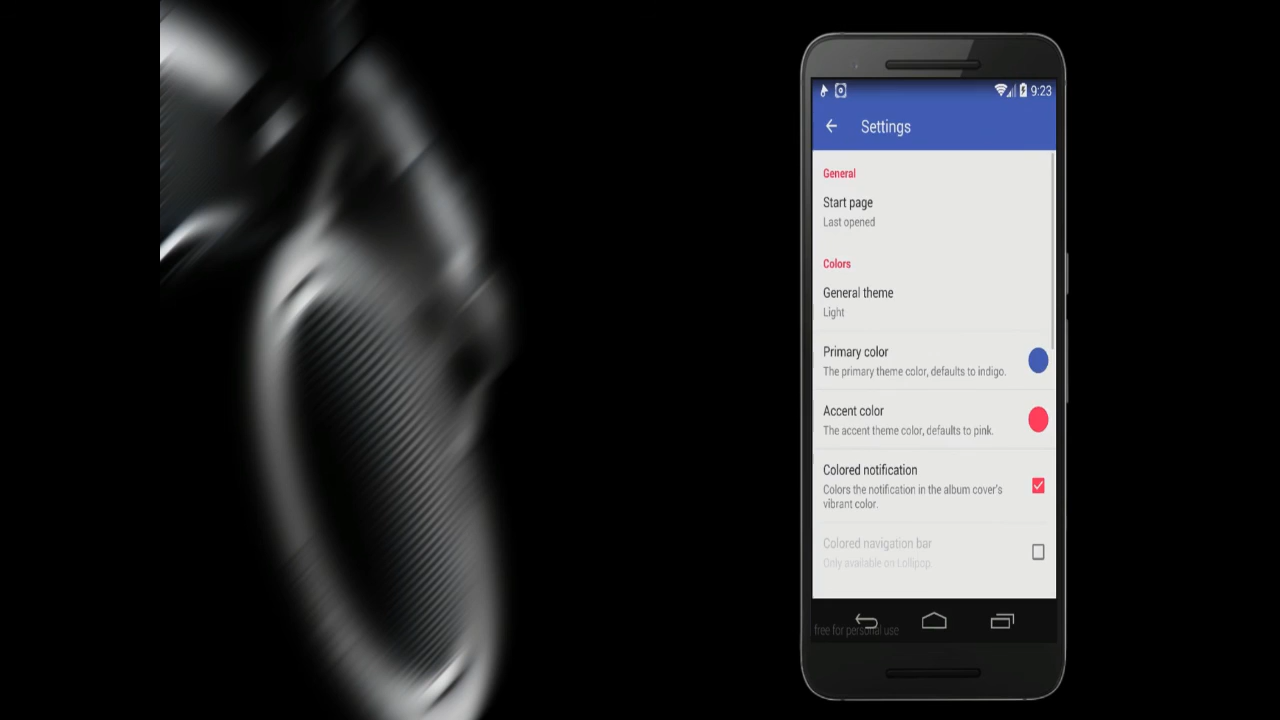 9:23
Settings
General
Start page
Last opened
Colors
General theme
Light
Primary color
The primary theme color, defaults to indigo.
Accent color
The accent theme color, defaults to pink.
Colored notification
Colors the notification in the album cover's
vibrant color.
Colored navigation bar
Only available on Lollipop.
free for personal use